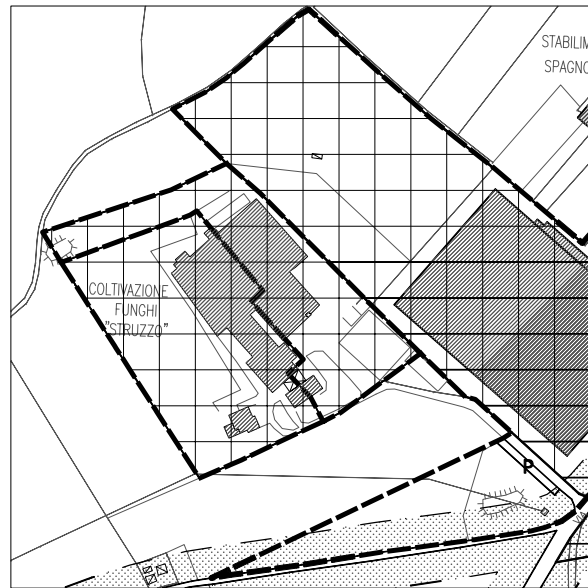 STABILIM
SPAGNO
COLTIVAZIONE
FUNGHI
"STRUZZO"
P